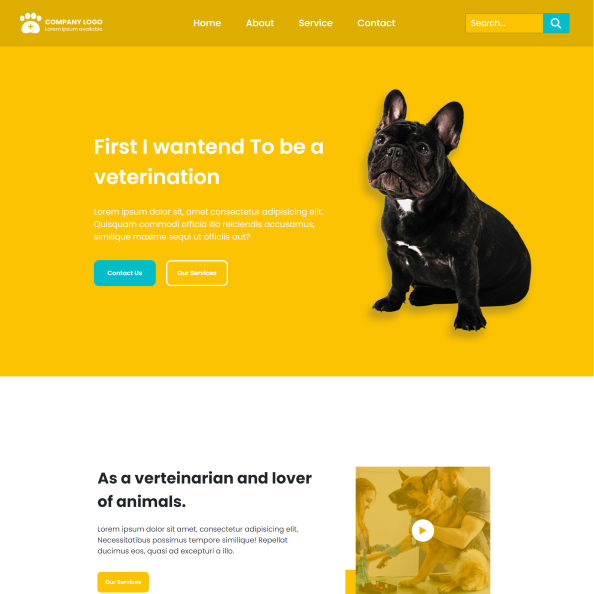 COMPANY LOGO
Lorem ipsum availiable
Home
About
Service
Contact
Search...
First I wantend To be a
veterination
Lorem ipsum dolor sit, amet consectetur adipisicing elit.
Quisquam commodi officia illo reiciendis accusamus,
similique maxime sequi ut officiis aut?
Contact Us
Our Services
As a verteinarian and lover
of animals.
Lorem ipsum dolor sit amet, consectetur adipisicing elit.
Necessitatibus possimus tempore similique! Repellat
ducimus eos, quasi ad excepturi a illo.
Our Services